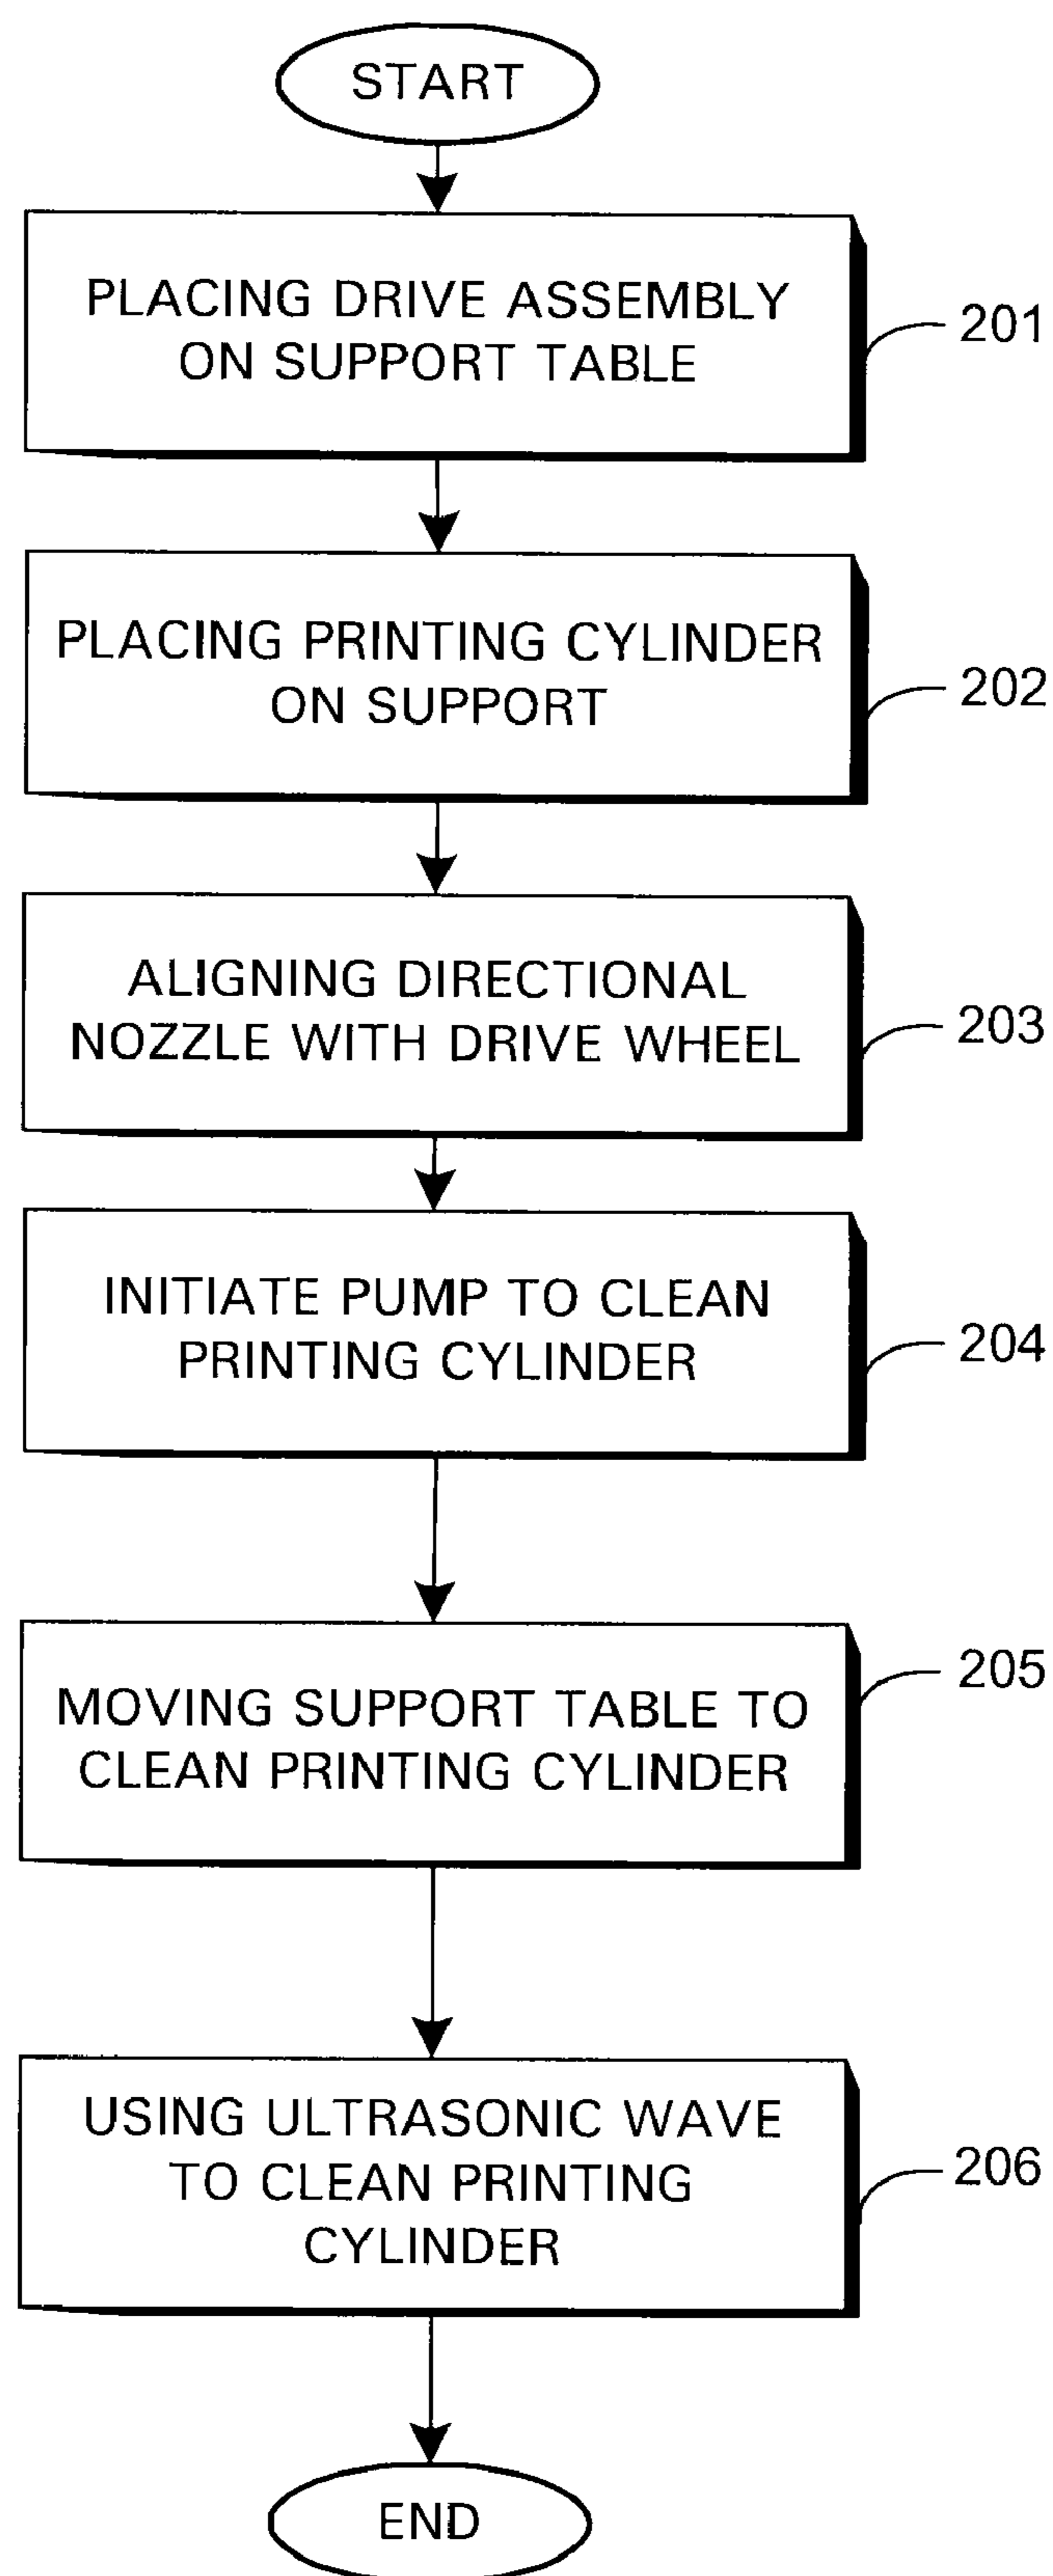 START
PLACING DRIVE ASSEMBLY
ON SUPPORT TABLE
201
PLACING PRINTING CYLINDER
ON SUPPORT
202
ALIGNING DIRECTIONAL
NOZZLE WITH DRIVE WHEEL
203
INITIATE PUMP TO CLEAN
PRINTING CYLINDER
204
MOVING SUPPORT TABLE TO
CLEAN PRINTING CYLINDER
205
USING ULTRASONIC WAVE
TO CLEAN PRINTING
CYLINDER
206
END